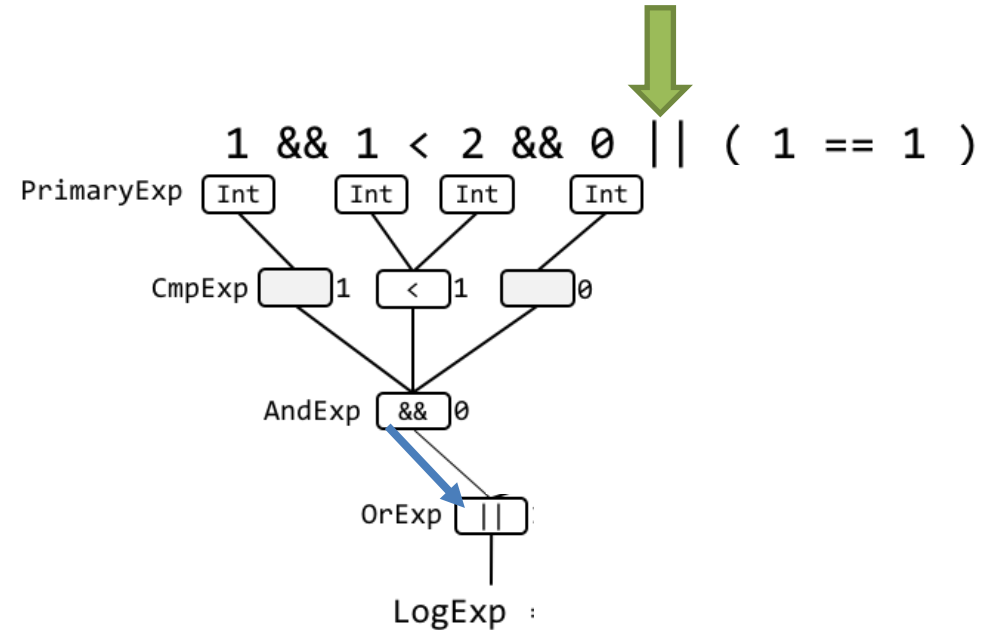 1 && 1 < 2 && 0 || ( 1 == 1 )
PrimaryExp Int Int Int Int
CmpExp 1 < 1 0
AndExp && 0
OrExp || :
LogExp :